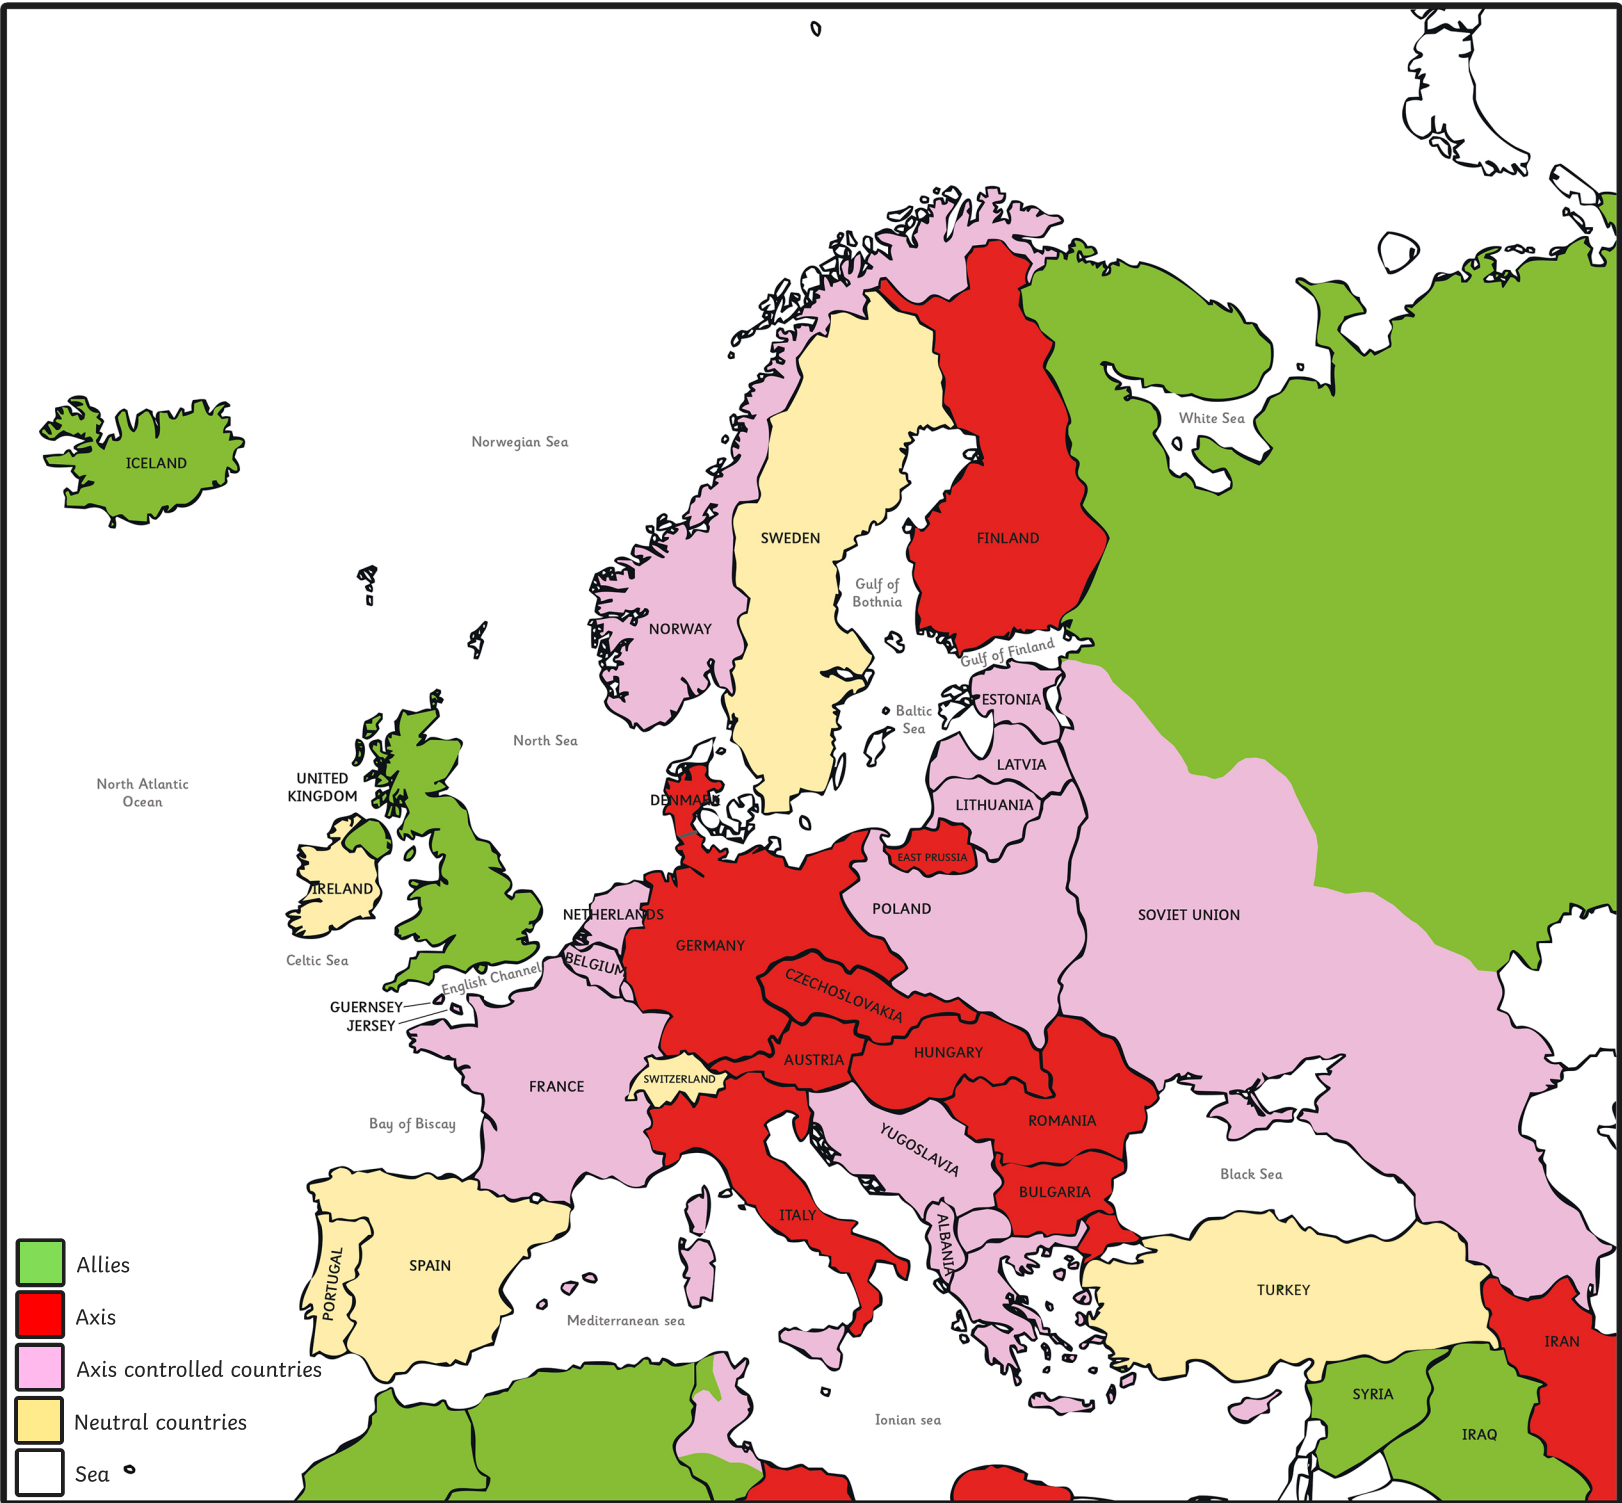 ICELAND
Norwegian Sea
White Sea
SWEDEN
FINLAND
Gulf of
Bothnia
NORWAY
Gulf of Finland
ESTONIA
Baltic
Sea
North Sea
LATVIA
North Atlantic
Ocean
UNITED
KINGDOM
DENMARK
LITHUANIA
EAST PRUSSIA
IRELAND
NETHERLANDS
POLAND
SOVIET UNION
GERMANY
Celtic Sea
BELGIUM
English Channel
CZECHOSLOVAKIA
GUERNSEY
JERSEY
HUNGARY
AUSTRIA
SWITZERLAND
FRANCE
Bay of Biscay
ROMANIA
YUGOSLAVIA
Black Sea
BULGARIA
ITALY
ALBANIA
SPAIN
PORTUGAL
TURKEY
Mediterranean sea
IRAN
SYRIA
Ionian sea
IRAQ
Allies
Axis
Axis controlled countries
Neutral countries
Sea